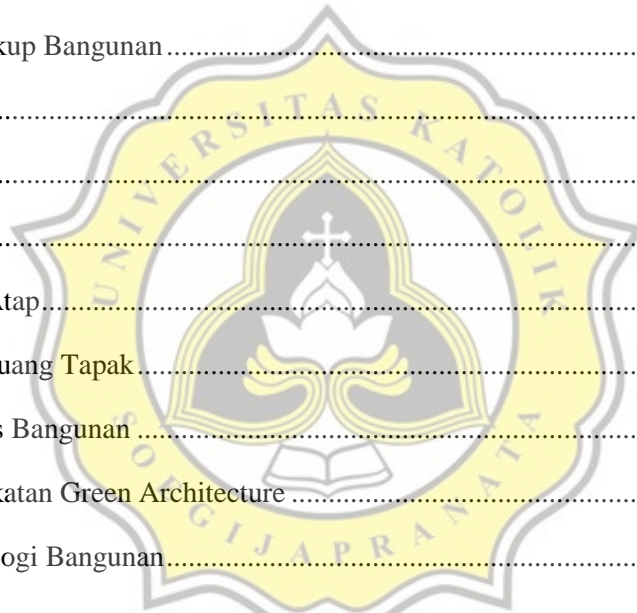 kup Bangunan ................................................................
................................................................
................................................................
................................................................
Atap................................................................
uang Tapak................................................................
s Bangunan ................................................................
katan Green Architecture ................................................................
ogi Bangunan................................................................
UNIVERSITAS KATOLIK
SOEGIJAPRANATA